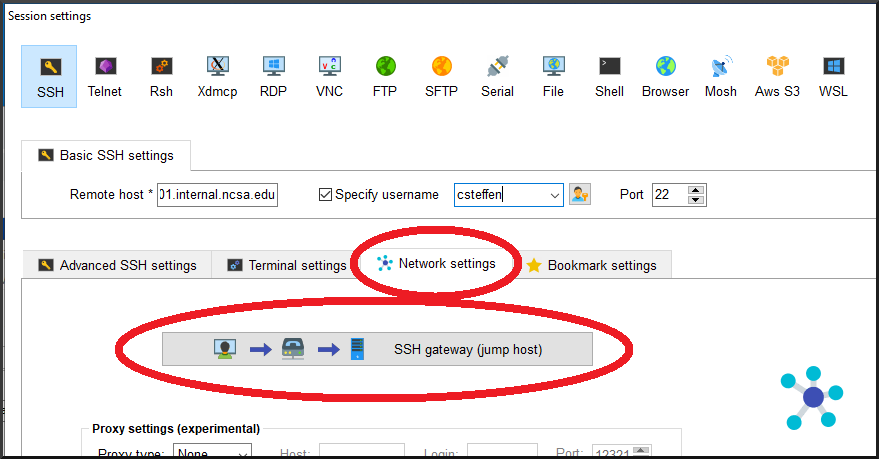 Session settings
SSH Telnet Rsh Xdmcp RDP VNC FTP SFTP Serial File Shell Browser Mosh Aws S3 WSL
Basic SSH settings
Remote host * 01.internal.ncsa.edu Specify username csteffen Port 22
Advanced SSH settings Terminal settings Network settings Bookmark settings
SSH gateway (jump host)
Proxy settings (experimental)
Proxy type: None Host: Login: Port: 12321